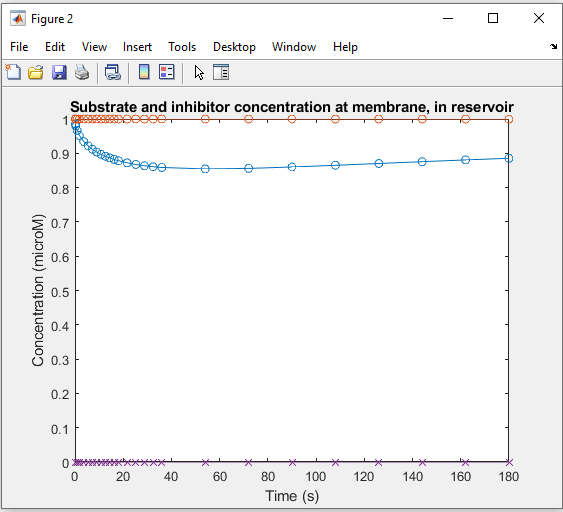 Figure 2
File Edit View Insert Tools Desktop Window Help
Substrate and inhibitor concentration at membrane, in reservoir
1
0.9
0.8
0.7
0.6
0.5
0.4
0.3
0.2
0.1
0
Concentration (microM)
0 20 40 60 80 100 120 140 160 180
Time (s)